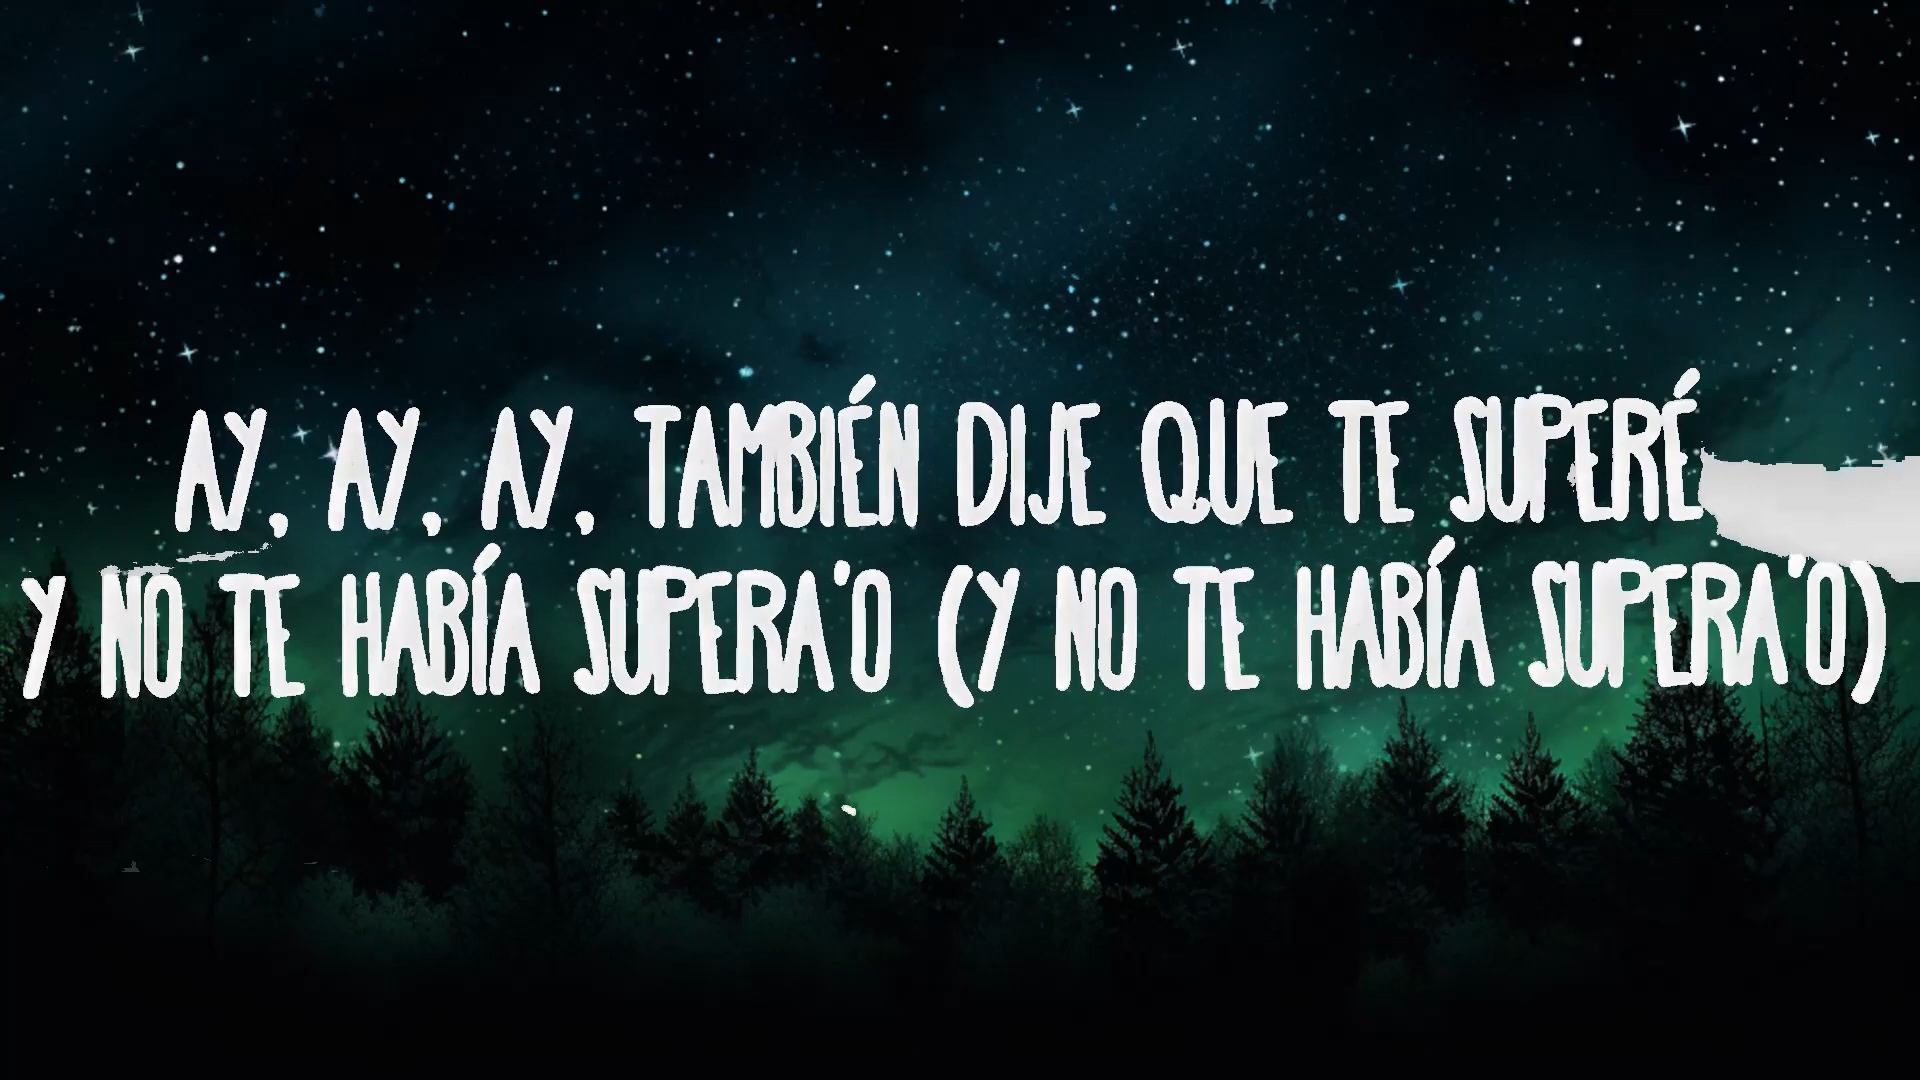 AY, AY, AY, TAMBIÉN DIJE QUE TE SUPERÉ
Y NO TE HABÍA SUPERA'O (Y NO TE HABÍA SUPERA'O)